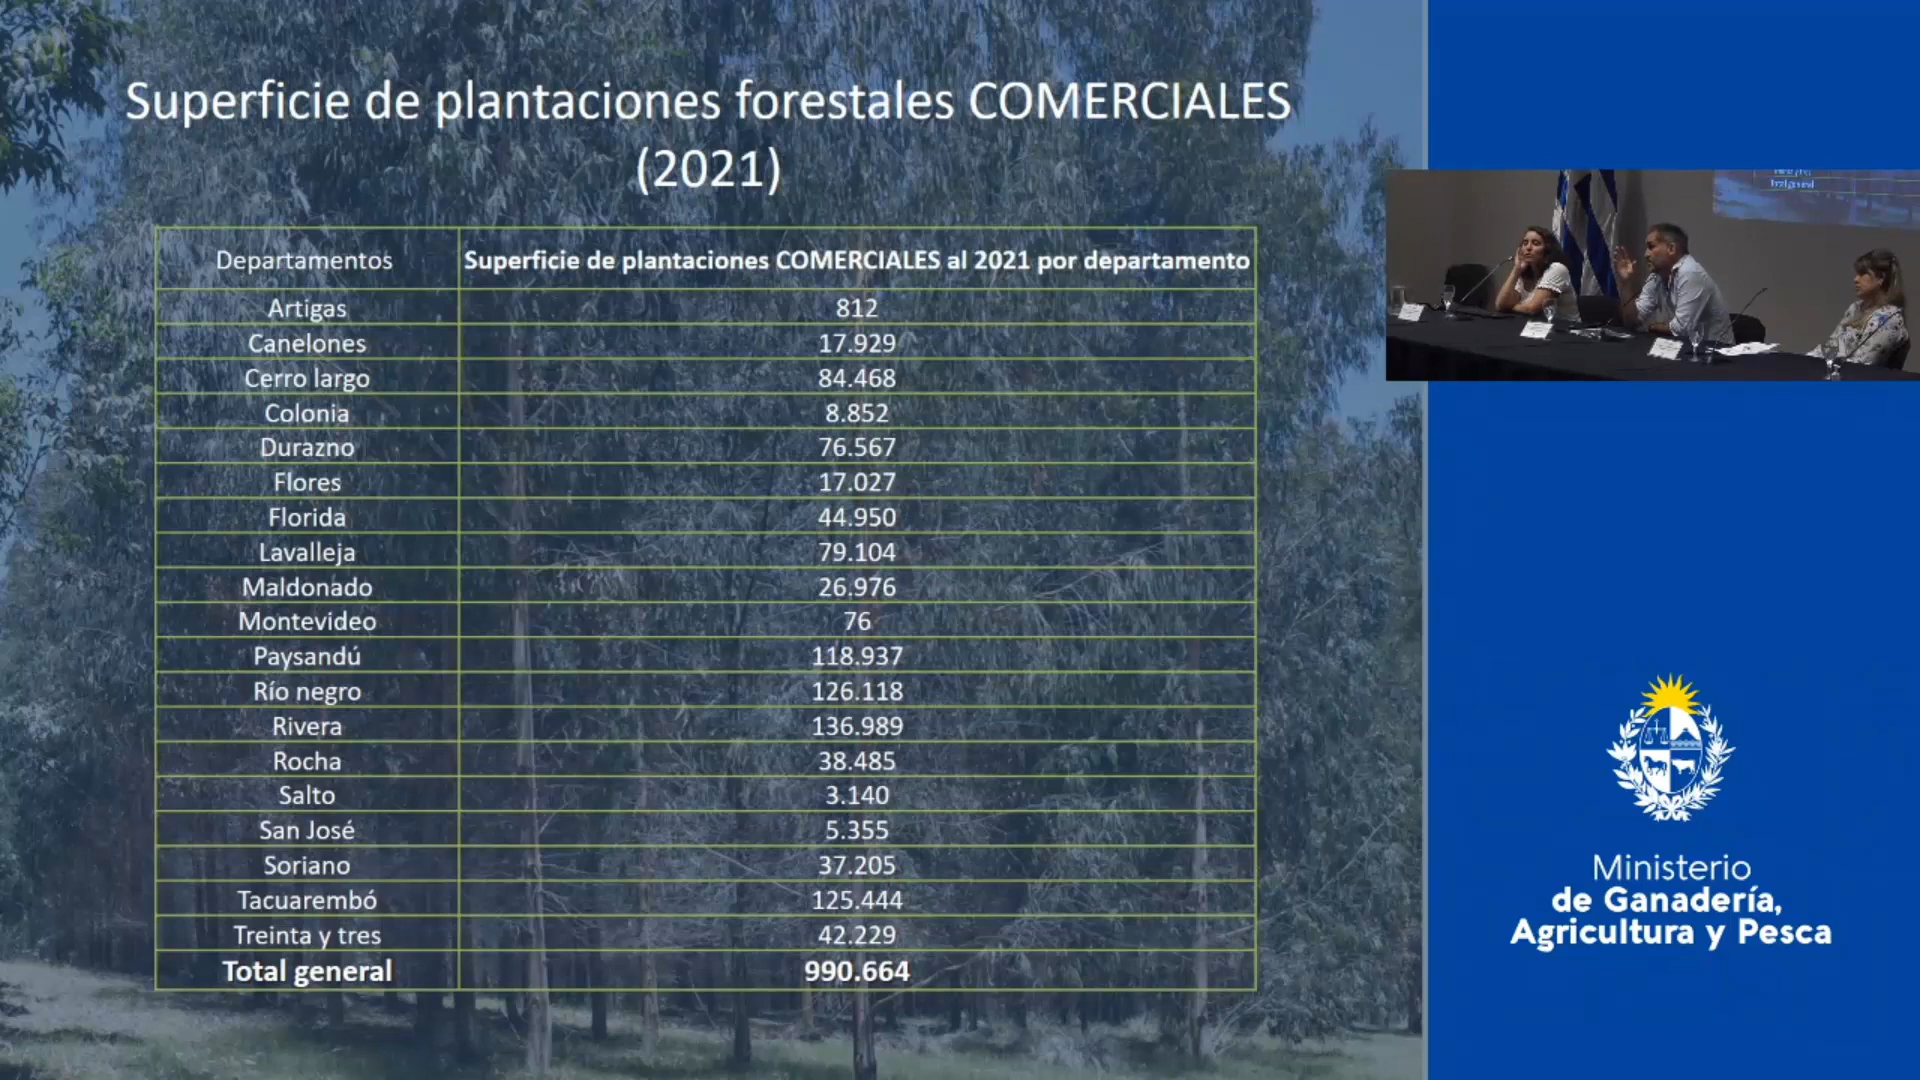 Superficie de plantaciones forestales COMERCIALES
(2021)
Departamentos Superficie de plantaciones COMERCIALES al 2021 por departamento
Artigas 812
Canelones 17.929
Cerro largo 84.468
Colonia 8.852
Durazno 76.567
Flores 17.027
Florida 44.950
Lavalleja 79.104
Maldonado 26.976
Montevideo 76
Paysandú 118.937
Río negro 126.118
Rivera 136.989
Rocha 38.485
Salto 3.140
San José 5.355
Soriano 37.205
Tacuarembó 125.444
Treinta y tres 42.229
Total general 990.664
Total general
Ministerio
de Ganadería,
Agricultura y Pesca